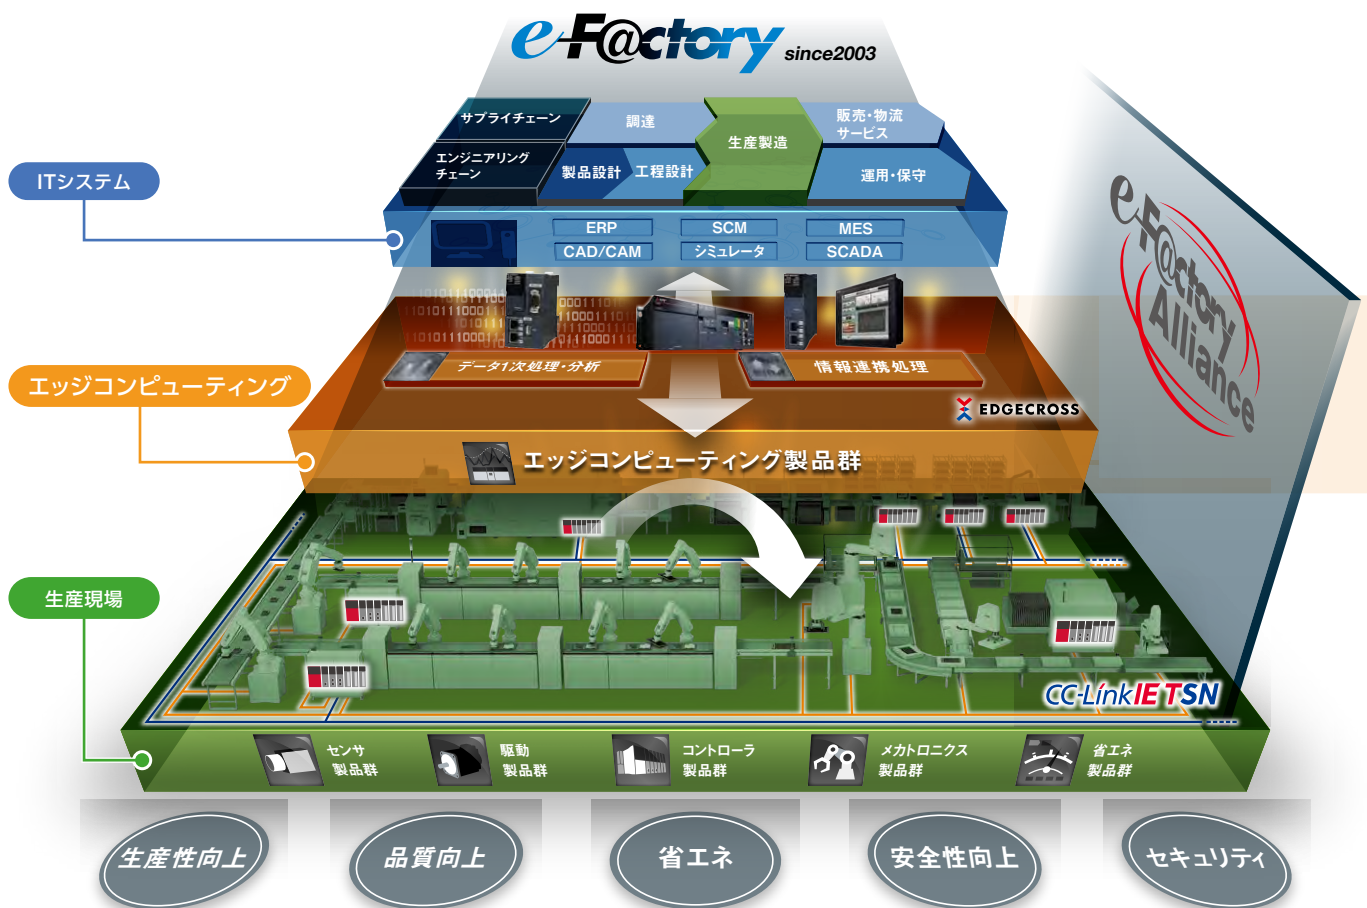 e-F@ctory since2003
サプライチェーン
調達
生産製造
販売・物流
サービス
エンジニアリング
チェーン
製品設計
工程設計
運用・保守
ITシステム
ERP
SCM
MES
CAD/CAM
シミュレータ
SCADA
e-F@ctory
Alliance
データ1次処理・分析
情報連携処理
エッジコンピューティング
EDGECROSS
エッジコンピューティング製品群
生産現場
CC-Link IE TSN
センサ
製品群
駆動
製品群
コントローラ
製品群
メカトロニクス
製品群
省エネ
製品群
生産性向上
品質向上
省エネ
安全性向上
セキュリティ